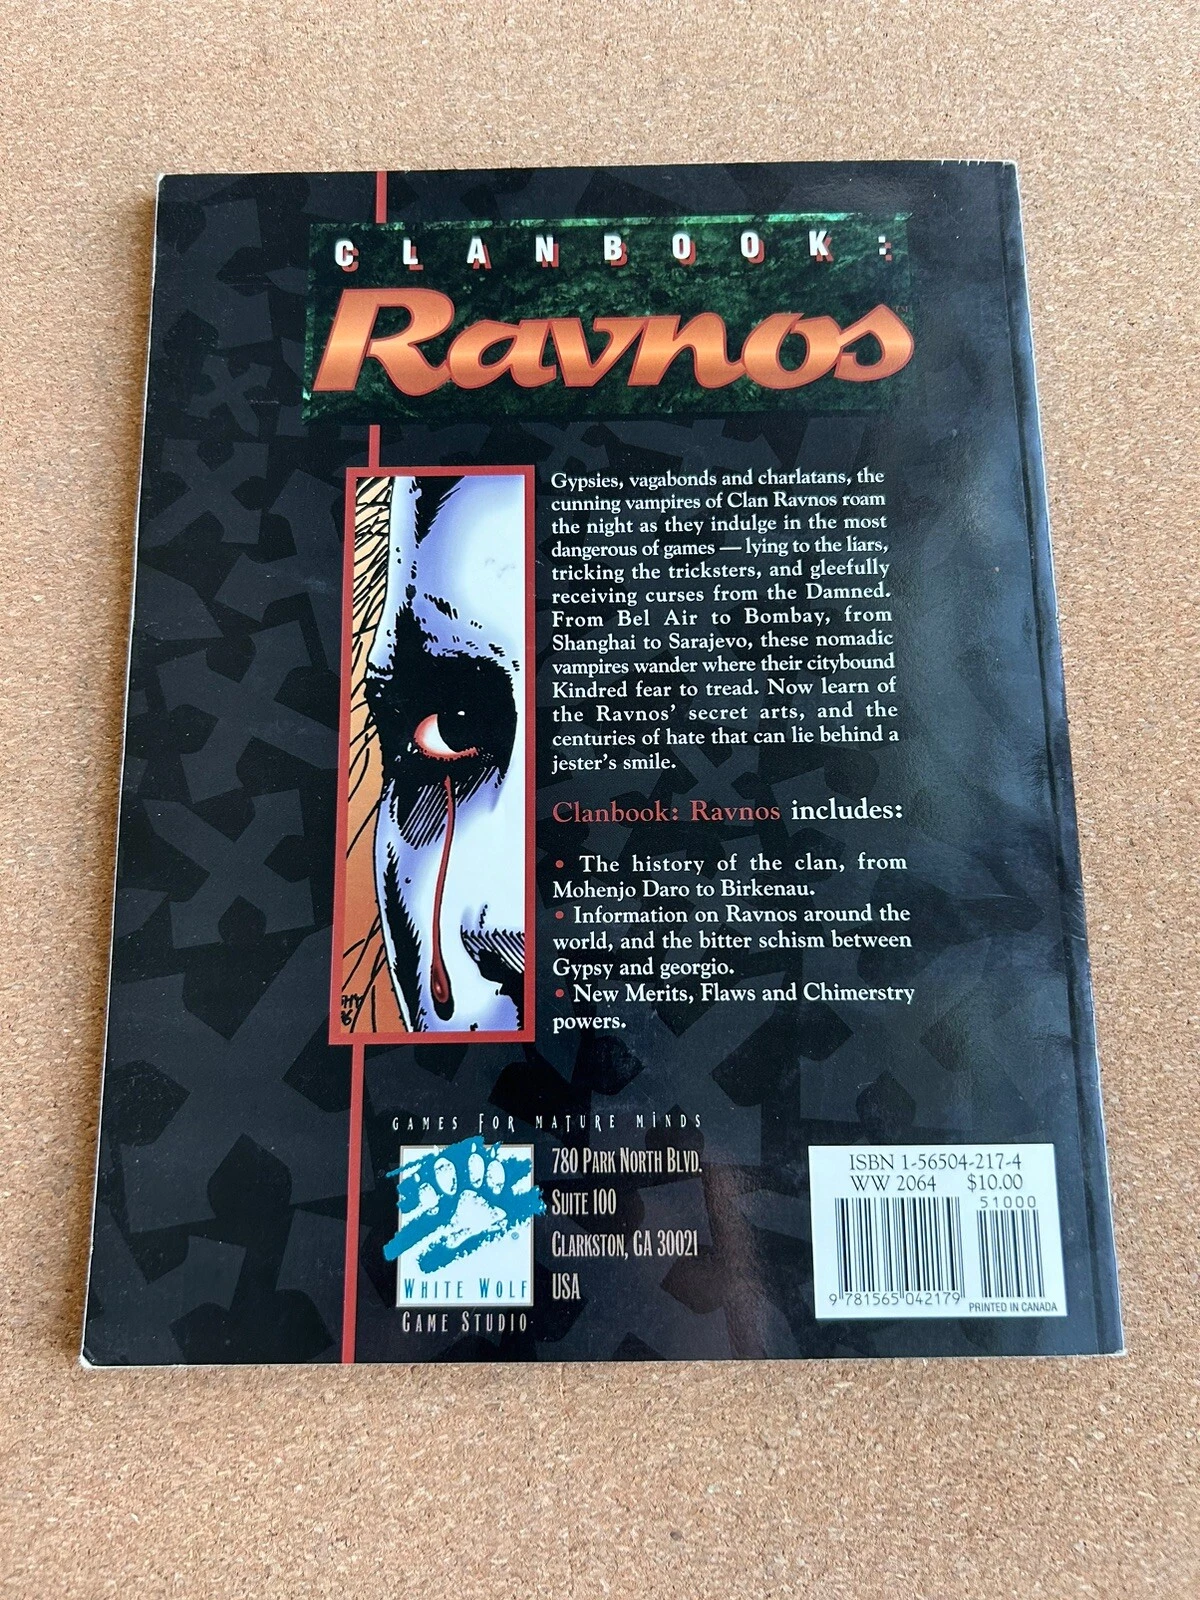 CLANBOOK:
Ravnos™
Gypsies, vagabonds and charlatans, the
cunning vampires of Clan Ravnos roam
the night as they indulge in the most
dangerous of games — lying to the liars,
tricking the tricksters, and gleefully
receiving curses from the Damned.
From Bel Air to Bombay, from
Shanghai to Sarajevo, these nomadic
vampires wander where their citybound
Kindred fear to tread. Now learn of
the Ravnos' secret arts, and the
centuries of hate that can lie behind a
jester's smile.
Clanbook: Ravnos includes:
• The history of the clan, from
Mohenjo Daro to Birkenau.
• Information on Ravnos around the
world, and the bitter schism between
Gypsy and georgio.
• New Merits, Flaws and Chimerstry
powers.
GAMES FOR MATURE MINDS
WHITE WOLF®
GAME STUDIO
780 PARK NORTH BLVD.
SUITE 100
CLARKSTON, GA 30021
USA
ISBN 1-56504-217-4
WW 2064 $10.00
51000
9 781565 042179
PRINTED IN CANADA